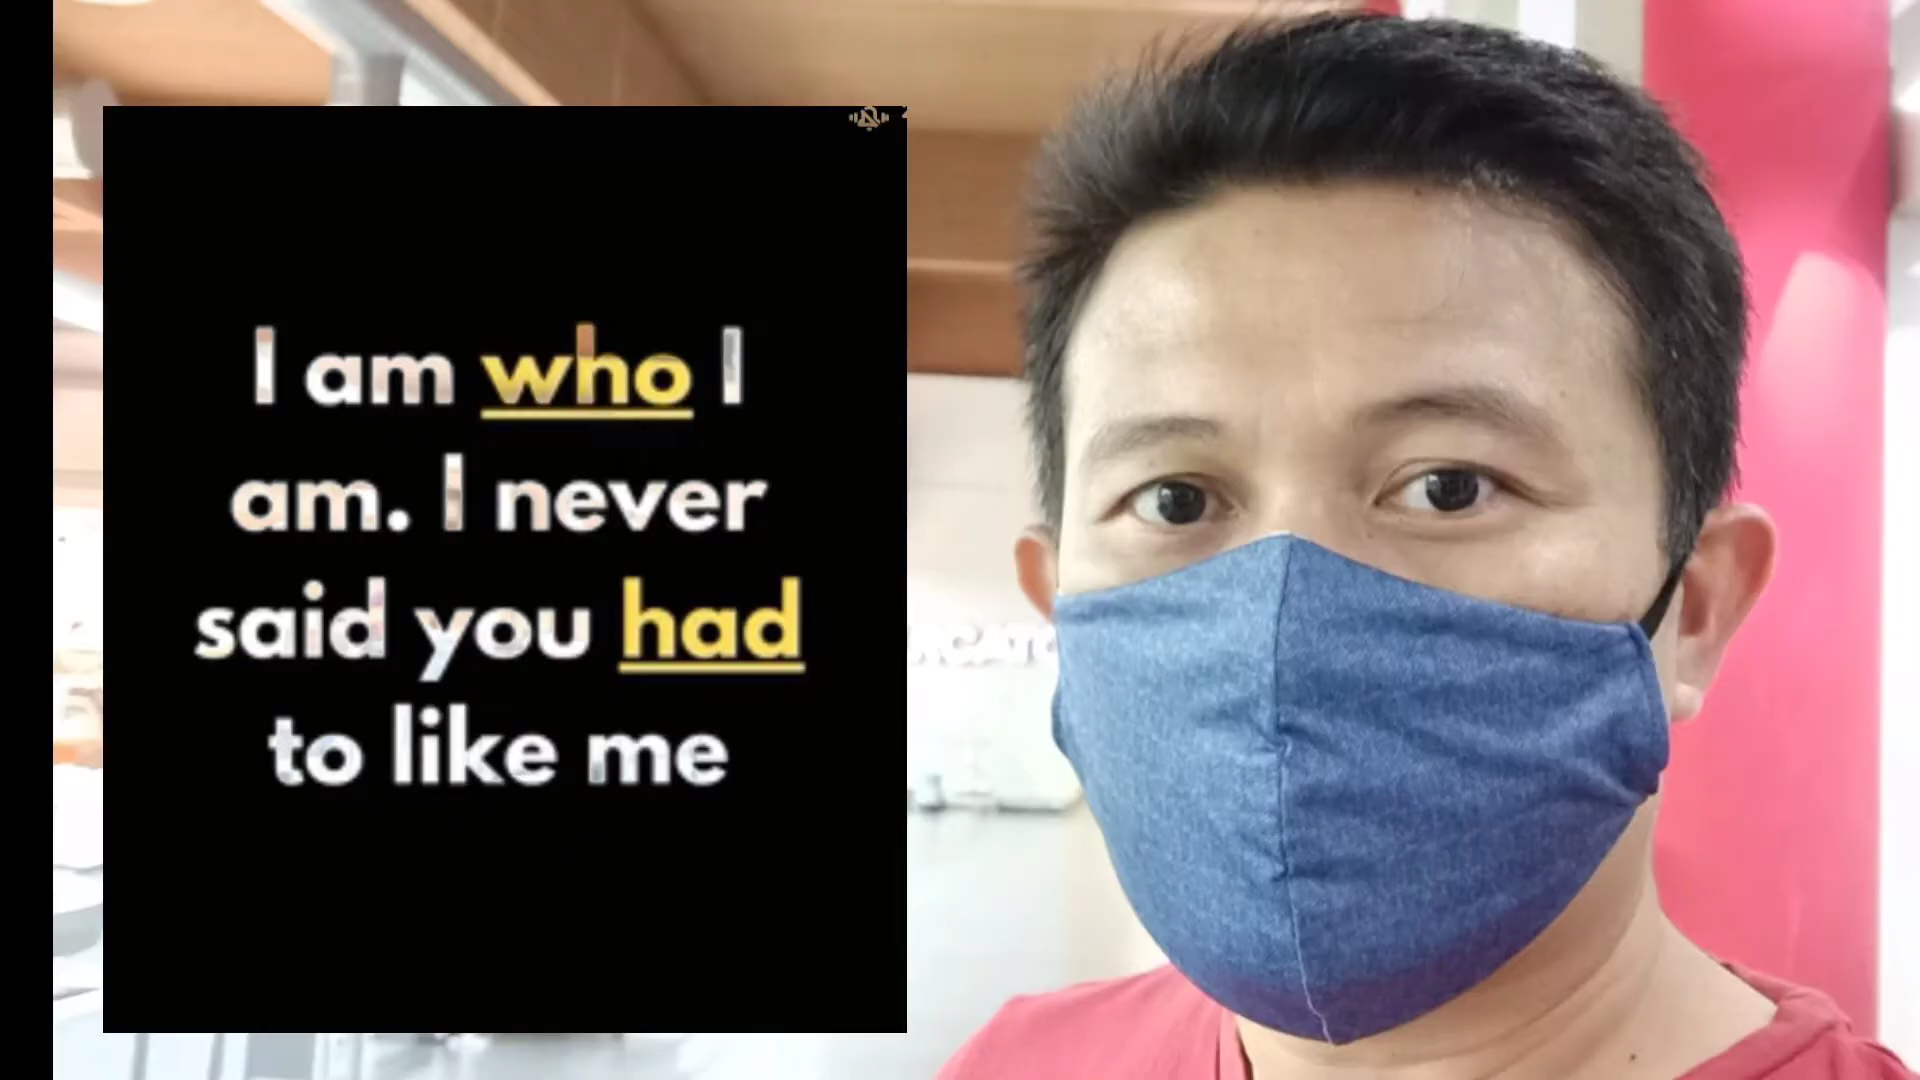 I am who I
am. I never
said you had
to like me